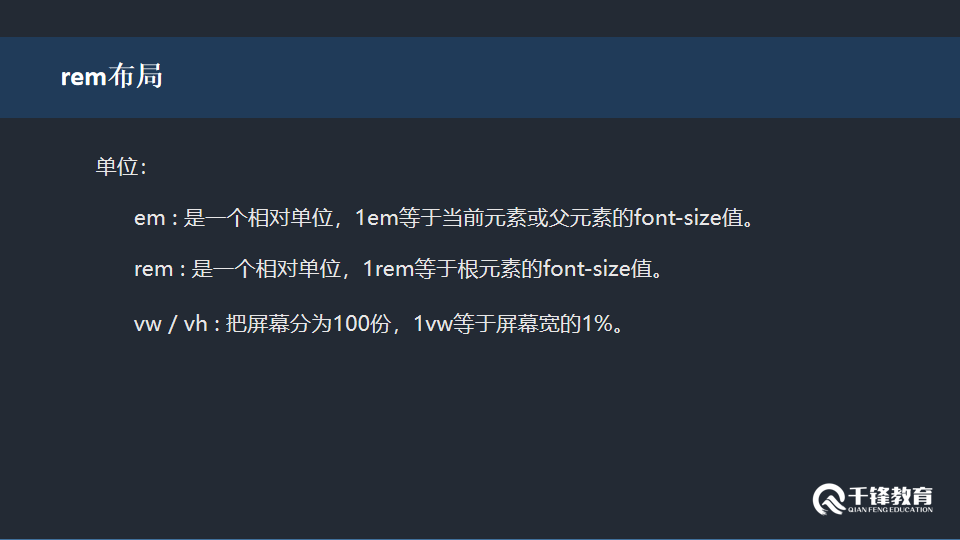 rem布局
单位：
em : 是一个相对单位，1em等于当前元素或父元素的font-size值。
rem : 是一个相对单位，1rem等于根元素的font-size值。
vw / vh : 把屏幕分为100份，1vw等于屏幕宽的1%。
千锋教育
QIAN FENG EDUCATION